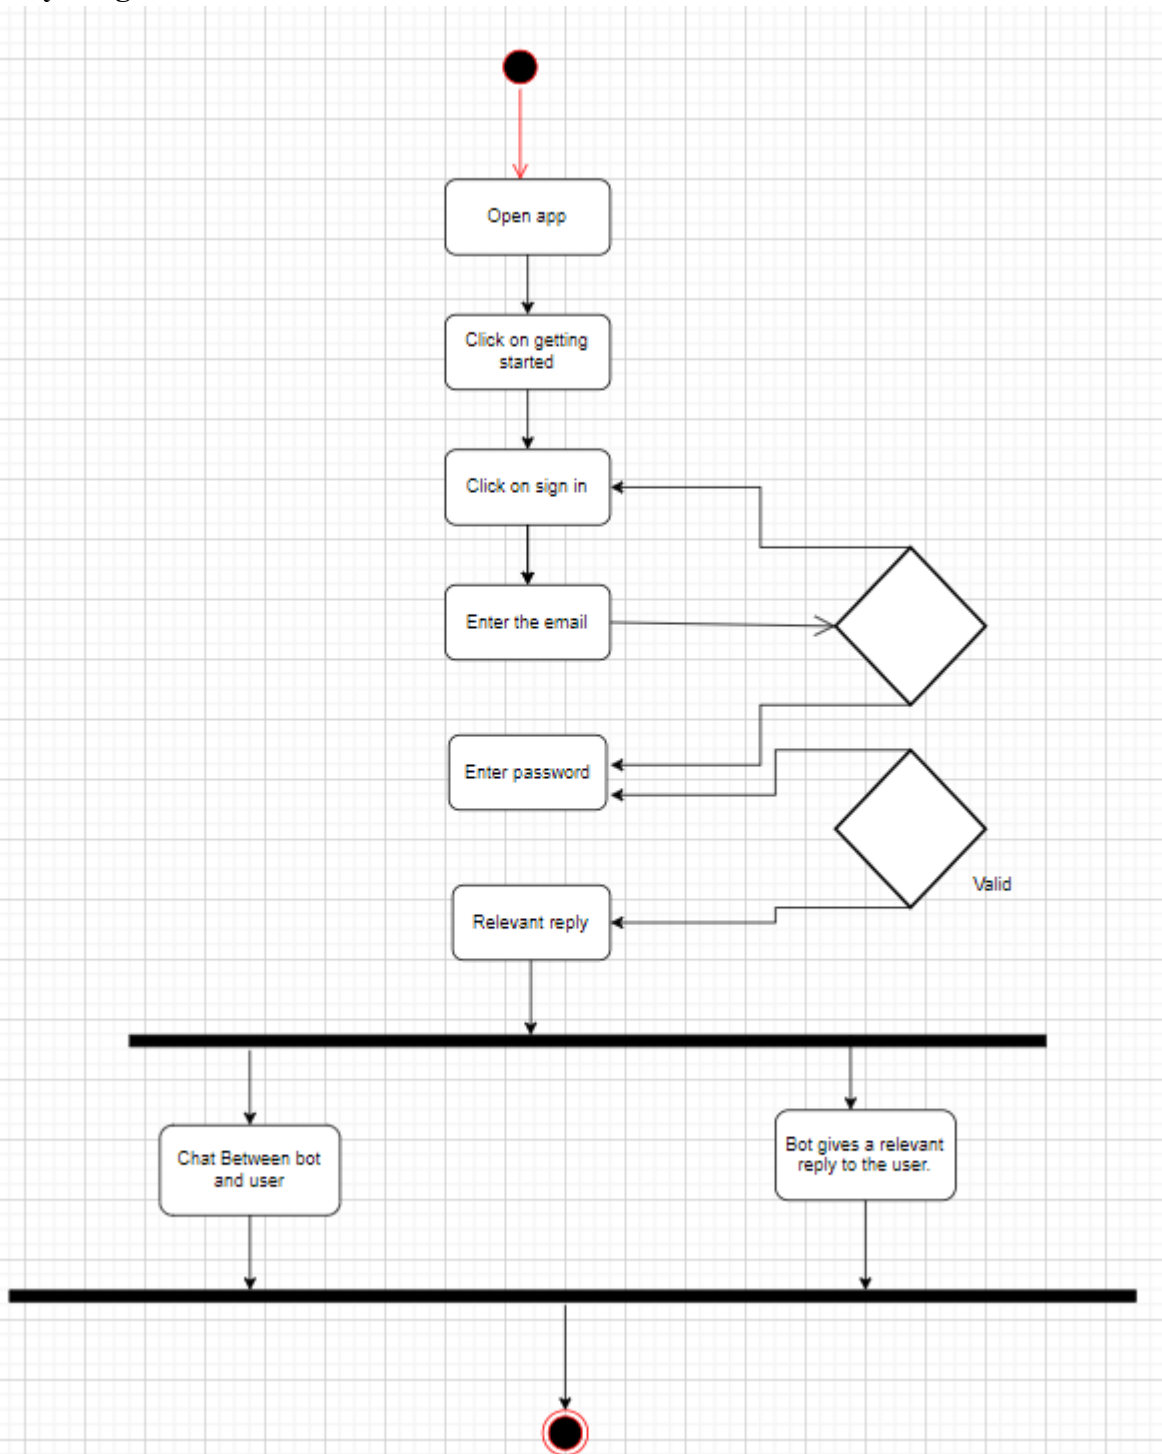 Open app
Click on getting
started
Click on sign in
Enter the email
Enter password
Valid
Relevant reply
Chat Between bot
and user
Bot gives a relevant
reply to the user.